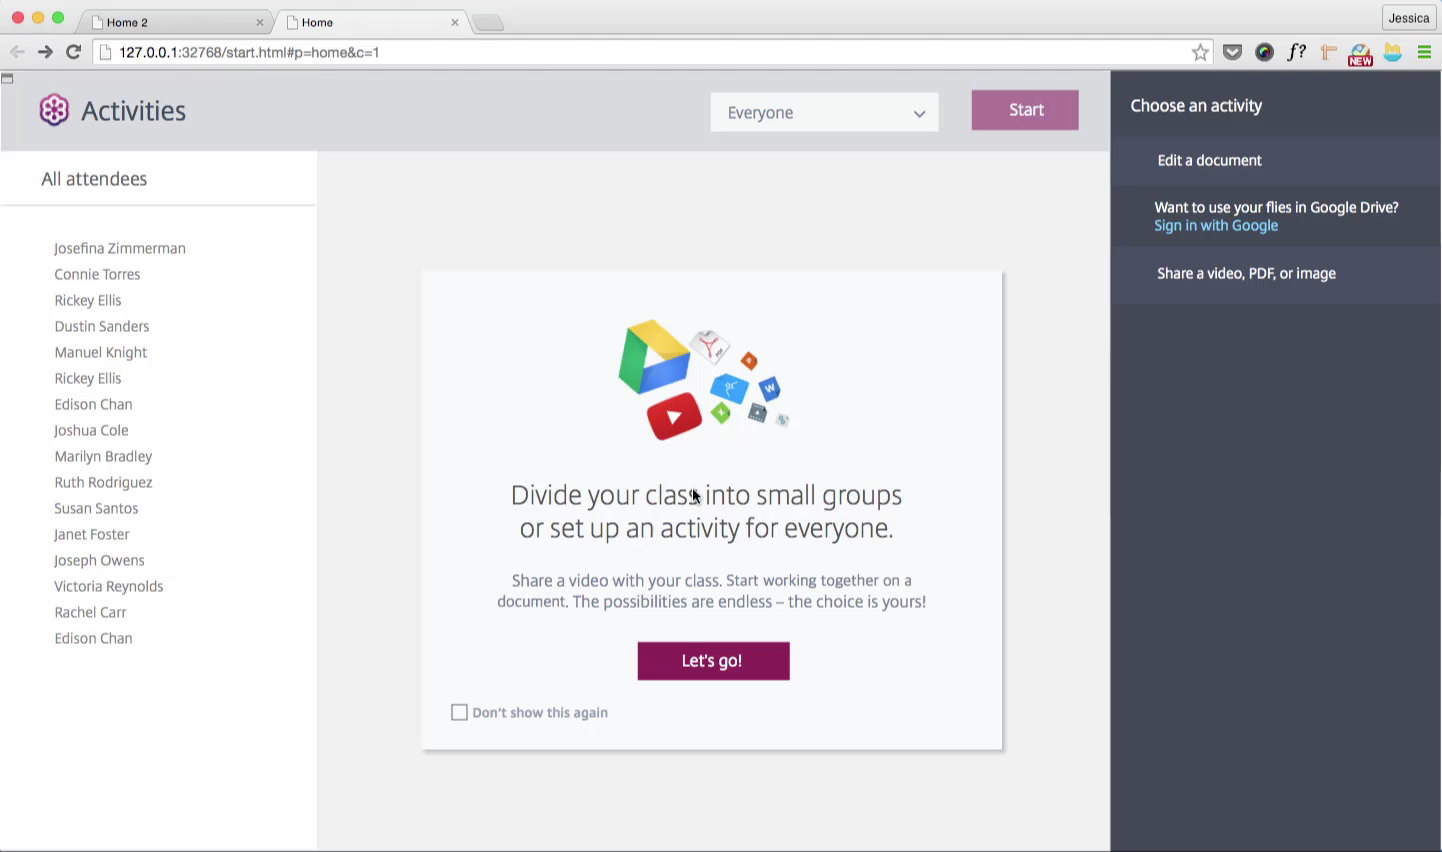 Home 2
Home
Jessica
127.0.0.1:32768/start.html#p=home&c=1
f?
NEW
Activities
Everyone
Start
Choose an activity
All attendees
Edit a document
Want to use your flies in Google Drive?
Sign in with Google
Share a video, PDF, or image
Josefina Zimmerman
Connie Torres
Rickey Ellis
Dustin Sanders
Manuel Knight
Rickey Ellis
Edison Chan
Joshua Cole
Marilyn Bradley
Ruth Rodriguez
Susan Santos
Janet Foster
Joseph Owens
Victoria Reynolds
Rachel Carr
Edison Chan
PDF
W
Divide your class into small groups
or set up an activity for everyone.
Share a video with your class. Start working together on a
document. The possibilities are endless – the choice is yours!
Let's go!
Don't show this again